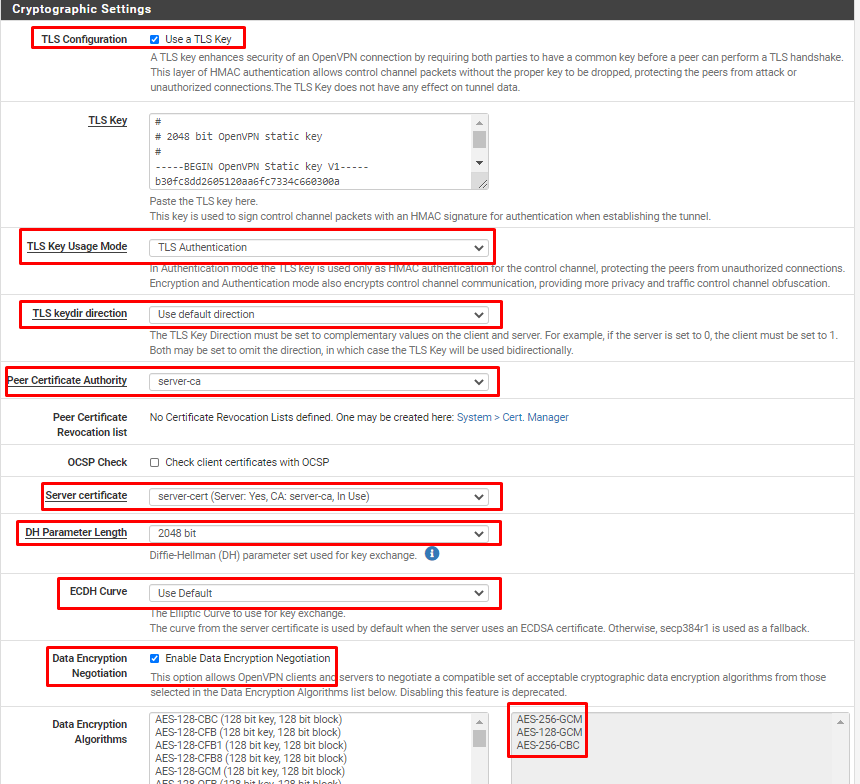 Cryptographic Settings
TLS Configuration
Use a TLS Key
A TLS key enhances security of an OpenVPN connection by requiring both parties to have a common key before a peer can perform a TLS handshake.
This layer of HMAC authentication allows control channel packets without the proper key to be dropped, protecting the peers from attack or
unauthorized connections.The TLS Key does not have any effect on tunnel data.
TLS Key
#
# 2048 bit OpenVPN static key
#
-----BEGIN OpenVPN Static key V1-----
b30fc8dd2605120aa6fc7334c660300a
Paste the TLS key here.
This key is used to sign control channel packets with an HMAC signature for authentication when establishing the tunnel.
TLS Key Usage Mode
TLS Authentication
In Authentication mode the TLS key is used only as HMAC authentication for the control channel, protecting the peers from unauthorized connections.
Encryption and Authentication mode also encrypts control channel communication, providing more privacy and traffic control channel obfuscation.
TLS keydir direction
Use default direction
The TLS Key Direction must be set to complementary values on the client and server. For example, if the server is set to 0, the client must be set to 1.
Both may be set to omit the direction, in which case the TLS Key will be used bidirectionally.
Peer Certificate Authority
server-ca
Peer Certificate
Revocation list
No Certificate Revocation Lists defined. One may be created here: System > Cert. Manager
OCSP Check
Check client certificates with OCSP
Server certificate
server-cert (Server: Yes, CA: server-ca, In Use)
DH Parameter Length
2048 bit
Diffie-Hellman (DH) parameter set used for key exchange.
ECDH Curve
Use Default
The Elliptic Curve to use for key exchange.
The curve from the server certificate is used by default when the server uses an ECDSA certificate. Otherwise, secp384r1 is used as a fallback.
Data Encryption
Negotiation
Enable Data Encryption Negotiation
This option allows OpenVPN clients and servers to negotiate a compatible set of acceptable cryptographic data encryption algorithms from those
selected in the Data Encryption Algorithms list below. Disabling this feature is deprecated.
Data Encryption
Algorithms
AES-128-CBC (128 bit key, 128 bit block)
AES-128-CFB (128 bit key, 128 bit block)
AES-128-CFB1 (128 bit key, 128 bit block)
AES-128-CFB8 (128 bit key, 128 bit block)
AES-128-GCM (128 bit key, 128 bit block)
AES-128-OFB (128 bit key, 128 bit block)
AES-256-GCM
AES-128-GCM
AES-256-CBC